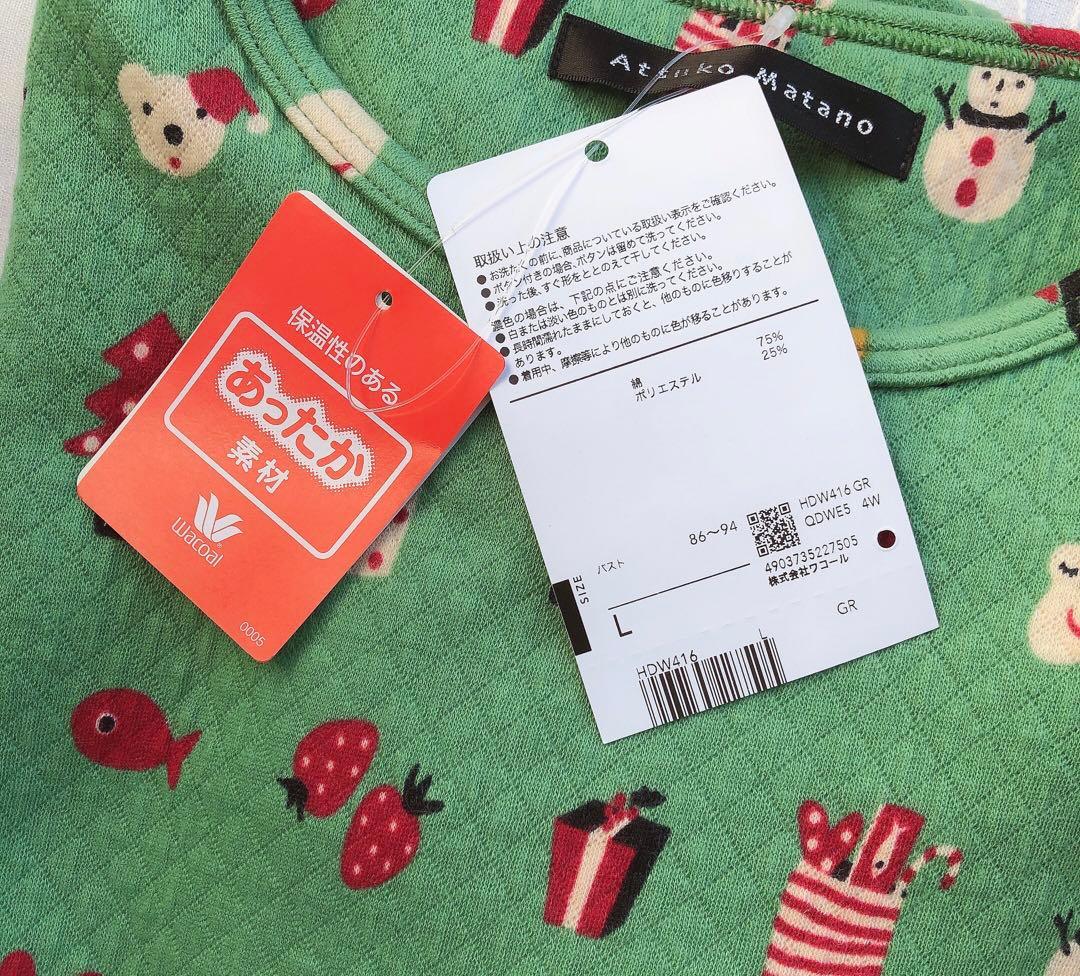 Atsuko Matano
取扱い上の注意
●お洗たくの前に、商品についている取扱い表示をご確認ください。
●ボタン付きの場合、ボタンは留めて洗ってください。
●洗った後、すぐ形をととのえて干してください。
濃色の場合は、下記の点にご注意ください。
●白または淡い色のものとは別に洗ってください。
●長時間濡れたままにしておくと、他のものに色移りすることが
あります。
●着用中、摩擦等により他のものに色が移ることがあります。
綿 75%
ポリエステル 25%
バスト 86〜94
HDW416 GR
QDWE5 4W
4903735227505
株式会社ワコール
SIZE
L
GR
HDW416 L
保温性のある
あったか
素材
Wacoal
0005